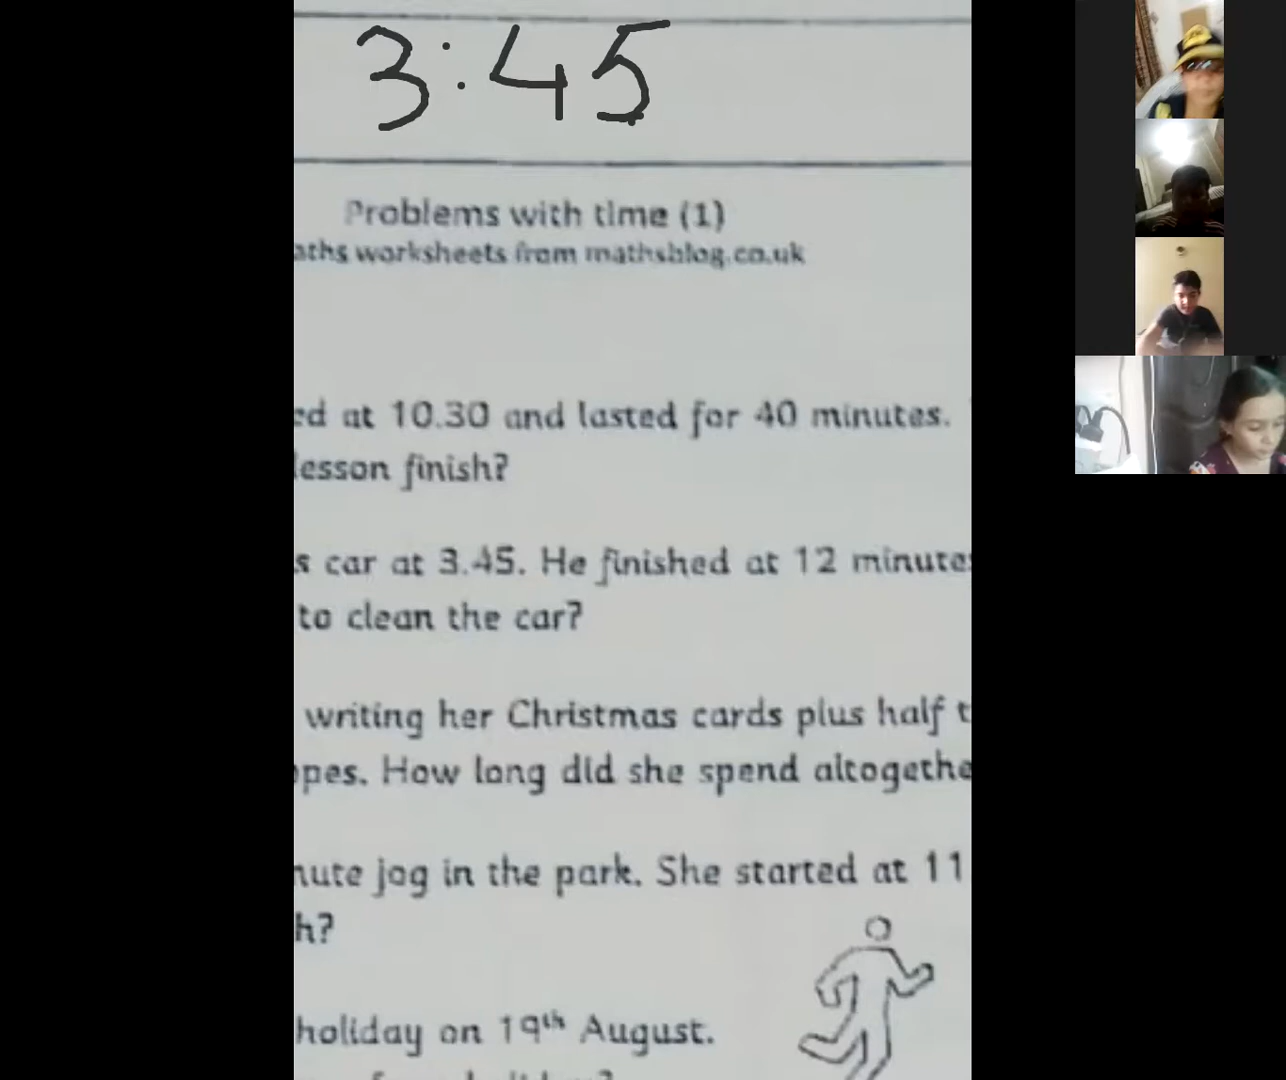 3:45
Problems with time (1)
aths worksheets from mathsblog.co.uk
ed at 10.30 and lasted for 40 minutes.
lesson finish?
s car at 3.45. He finished at 12 minutes
to clean the car?
writing her Christmas cards plus half t
opes. How long did she spend altogethe
nute jog in the park. She started at 11
h?
holiday on 19th August.